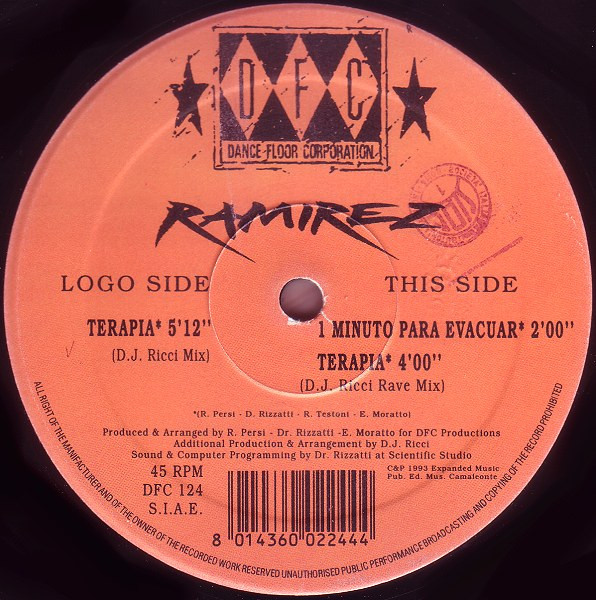 DFC
DANCE FLOOR CORPORATION
RAMIREZ
LOGO SIDE
TERAPIA* 5'12''
(D.J. Ricci Mix)
THIS SIDE
1 MINUTO PARA EVACUAR* 2'00''
TERAPIA* 4'00''
(D.J. Ricci Rave Mix)
*(R. Persi - D. Rizzatti - R. Testoni - E. Moratto)
Produced & Arranged by R. Persi - Dr. Rizzatti -E. Moratto for DFC Productions
Additional Production & Arrangement by D.J. Ricci
Sound & Computer Programming by Dr. Rizzatti at Scientific Studio
45 RPM
DFC 124
S.I.A.E.
C&P 1993 Expanded Music
Pub. Ed. Mus. Camaleonte
8 014360 022444
ALL RIGHT OF THE MANIFACTURER AND OF THE OWNER OF THE RECORDED WORK RESERVED UNAUTHORISED PUBLIC PERFORMANCE BROADCASTING AND COPYING OF THE RECORD PROHIBITED